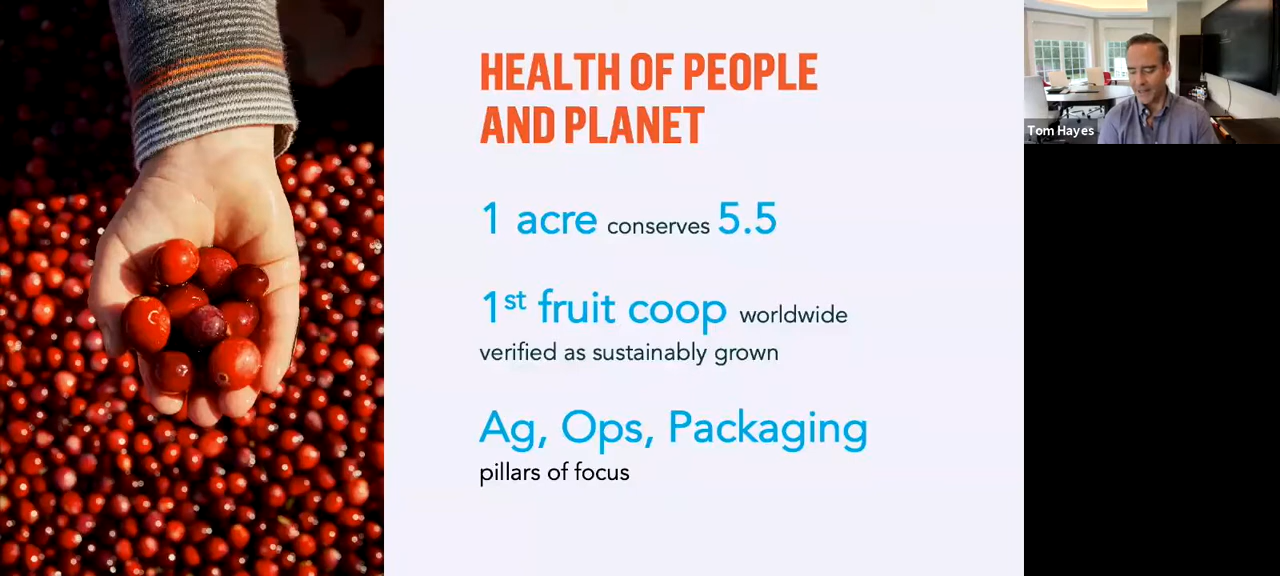 HEALTH OF PEOPLE
AND PLANET
1 acre conserves 5.5
1st fruit coop worldwide
verified as sustainably grown
Ag, Ops, Packaging
pillars of focus
Tom Hayes